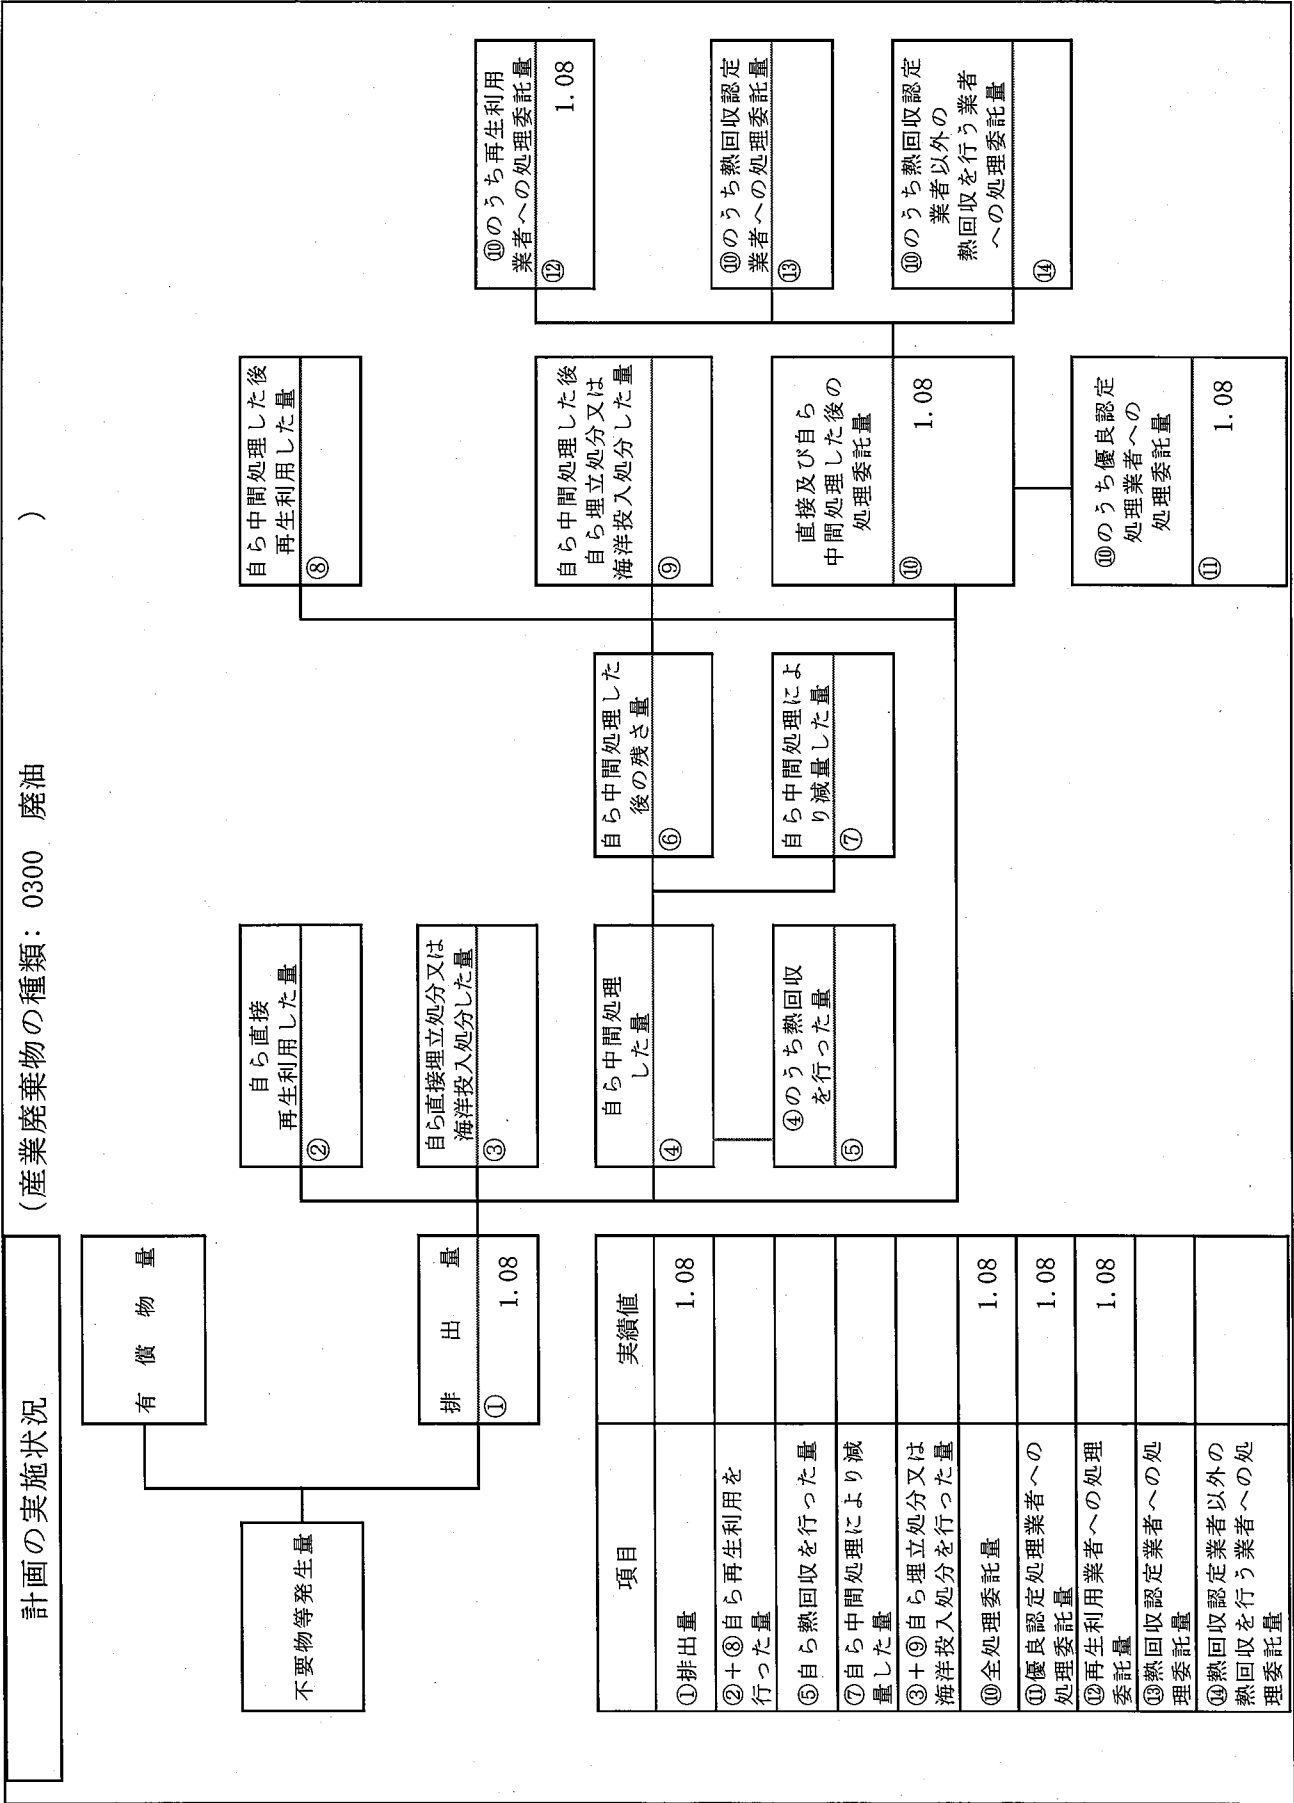 計画の実施状況
(産業廃棄物の種類： 0300 廃油 )
不要物等発生量
有償物量
排出量
① 1.08
自ら直接
再生利用した量
②
自ら直接埋立処分又は
海洋投入処分した量
③
自ら中間処理
した量
④
④のうち熱回収
を行った量
⑤
自ら中間処理した
後の残さ量
⑥
自ら中間処理によ
り減量した量
⑦
自ら中間処理した後
再生利用した量
⑧
自ら中間処理した後
自ら埋立処分又は
海洋投入処分した量
⑨
直接及び自ら
中間処理した後の
処理委託量
⑩ 1.08
⑩のうち優良認定
処理業者への
処理委託量
⑪ 1.08
⑩のうち再生利用
業者への処理委託量
⑫ 1.08
⑩のうち熱回収認定
業者への処理委託量
⑬
⑩のうち熱回収認定
業者以外の
熱回収を行う業者
への処理委託量
⑭
項目 実績値
①排出量 1.08
②＋⑧自ら再生利用を
行った量
⑤自ら熱回収を行った量
⑦自ら中間処理により減
量した量
③＋⑨自ら埋立処分又は
海洋投入処分を行った量
⑩全処理委託量 1.08
⑪優良認定処理業者への
処理委託量 1.08
⑫再生利用業者への処理
委託量 1.08
⑬熱回収認定業者への処
理委託量
⑭熱回収認定業者以外の
熱回収を行う業者への処
理委託量